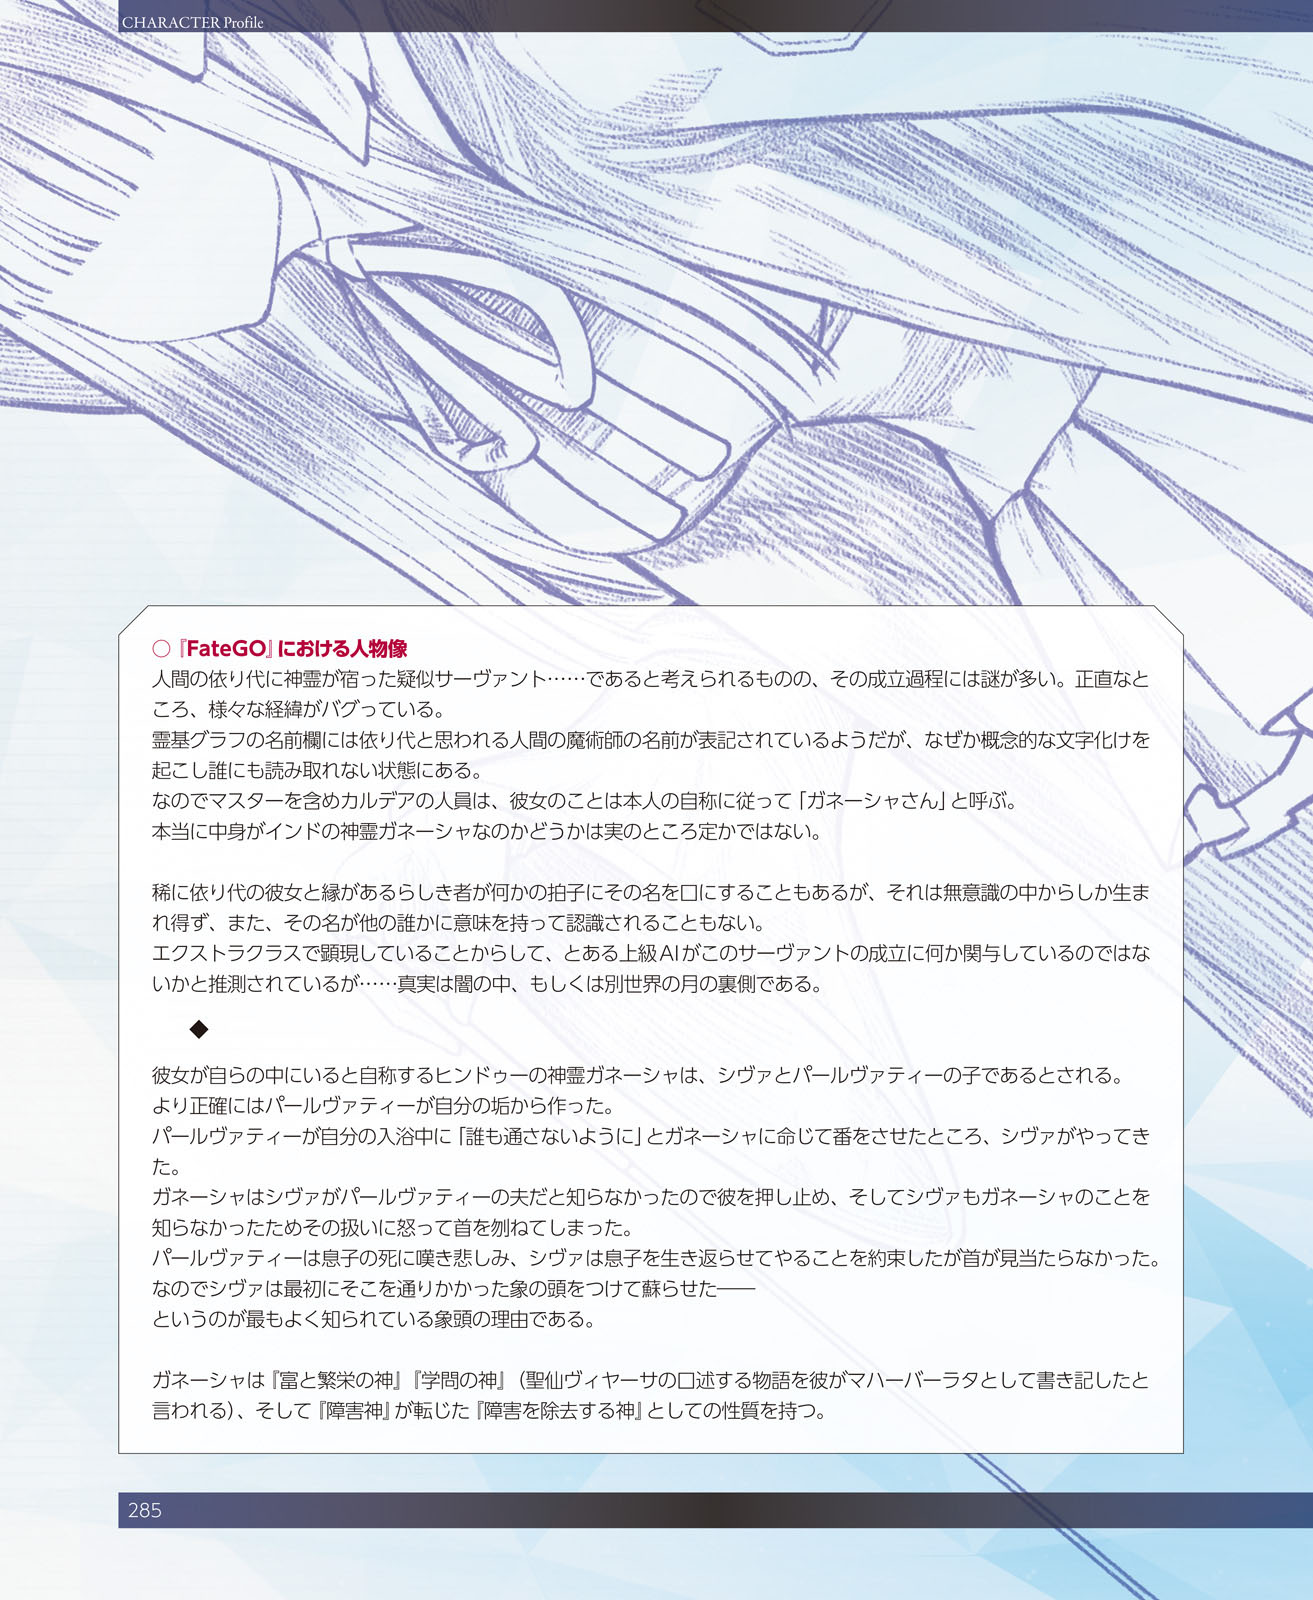 CHARACTER Profile
○『FateGO』における人物像
人間の依り代に神霊が宿った疑似サーヴァント……であると考えられるものの、その成立過程には謎が多い。正直なと
ころ、様々な経緯がバグっている。
霊基グラフの名前欄には依り代と思われる人間の魔術師の名前が表記されているようだが、なぜか概念的な文字化けを
起こし誰にも読み取れない状態にある。
なのでマスターを含めカルデアの人員は、彼女のことは本人の自称に従って「ガネーシャさん」と呼ぶ。
本当に中身がインドの神霊ガネーシャなのかどうかは実のところ定かではない。
稀に依り代の彼女と縁があるらしき者が何かの拍子にその名を口にすることもあるが、それは無意識の中からしか生ま
れ得ず、また、その名が他の誰かに意味を持って認識されることもない。
エクストラクラスで顕現していることからして、とある上級AIがこのサーヴァントの成立に何か関与しているのではな
いかと推測されているが……真実は闇の中、もしくは別世界の月の裏側である。
◆
彼女が自らの中にいると自称するヒンドゥーの神霊ガネーシャは、シヴァとパールヴァティーの子であるとされる。
より正確にはパールヴァティーが自分の垢から作った。
パールヴァティーが自分の入浴中に「誰も通さないように」とガネーシャに命じて番をさせたところ、シヴァがやってき
た。
ガネーシャはシヴァがパールヴァティーの夫だと知らなかったので彼を押し止め、そしてシヴァもガネーシャのことを
知らなかったためその扱いに怒って首を刎ねてしまった。
パールヴァティーは息子の死に嘆き悲しみ、シヴァは息子を生き返らせてやることを約束したが首が見当たらなかった。
なのでシヴァは最初にそこを通りかかった象の頭をつけて蘇らせた――
というのが最もよく知られている象頭の理由である。
ガネーシャは『富と繁栄の神』『学問の神』（聖仙ヴィヤーサの口述する物語を彼がマハーバーラタとして書き記したと
言われる）、そして『障害神』が転じた『障害を除去する神』としての性質を持つ。
285